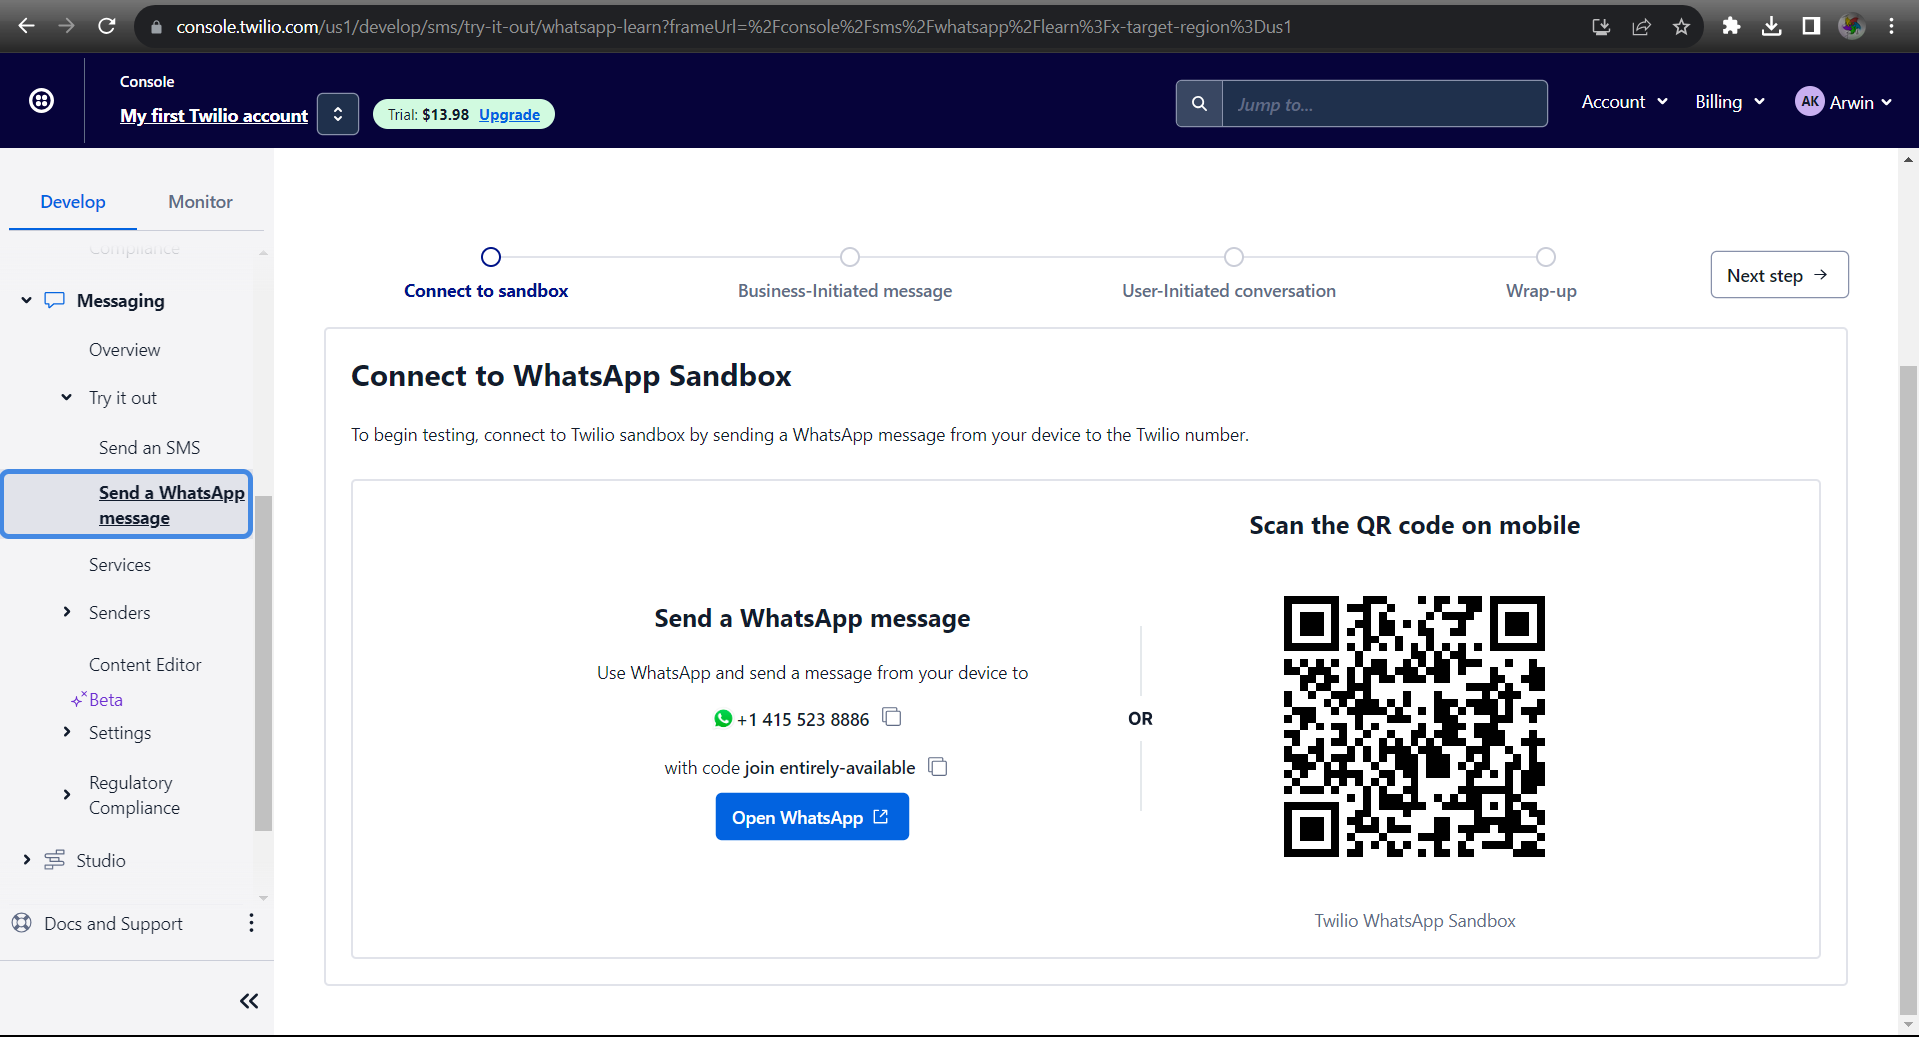 console.twilio.com/us1/develop/sms/try-it-out/whatsapp-learn?frameUrl=%2Fconsole%2Fsms%2Fwhatsapp%2Flearn%3Fx-target-region%3Dus1
Console
My first Twilio account
Trial: $13.98 Upgrade
Jump to...
Account
Billing
AK Arwin
Develop
Monitor
Compliance
Messaging
Overview
Try it out
Send an SMS
Send a WhatsApp
message
Services
Senders
Content Editor
Beta
Settings
Regulatory
Compliance
Studio
Docs and Support
Connect to sandbox
Business-Initiated message
User-Initiated conversation
Wrap-up
Next step
Connect to WhatsApp Sandbox
To begin testing, connect to Twilio sandbox by sending a WhatsApp message from your device to the Twilio number.
Send a WhatsApp message
Use WhatsApp and send a message from your device to
+1 415 523 8886
with code join entirely-available
Open WhatsApp
OR
Scan the QR code on mobile
Twilio WhatsApp Sandbox